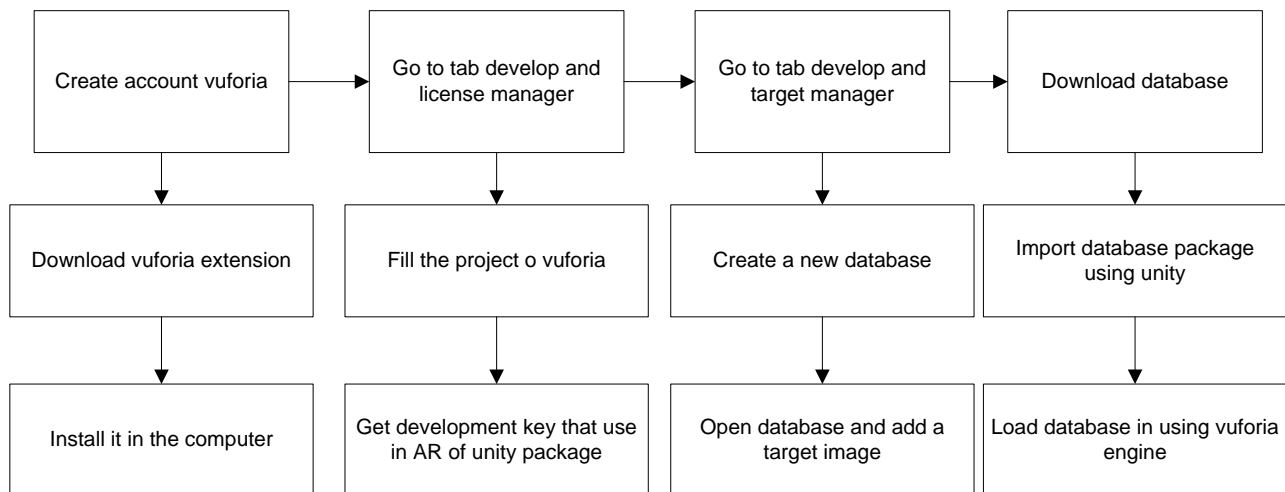 Create account vuforia
Go to tab develop and
license manager
Go to tab develop and
target manager
Download database
Download vuforia extension
Fill the project o vuforia
Create a new database
Import database package
using unity
Install it in the computer
Get development key that use
in AR of unity package
Open database and add a
target image
Load database in using vuforia
engine